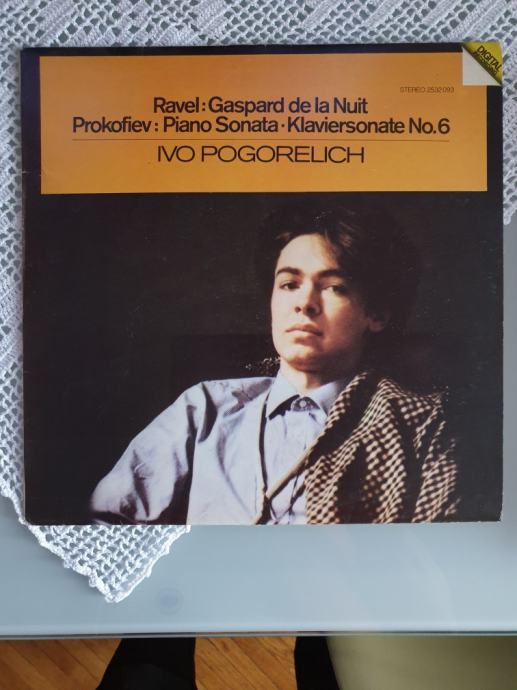 DIGITAL
STEREO 2532 093
Ravel: Gaspard de la Nuit
Prokofiev: Piano Sonata · Klaviersonate No. 6
IVO POGORELICH